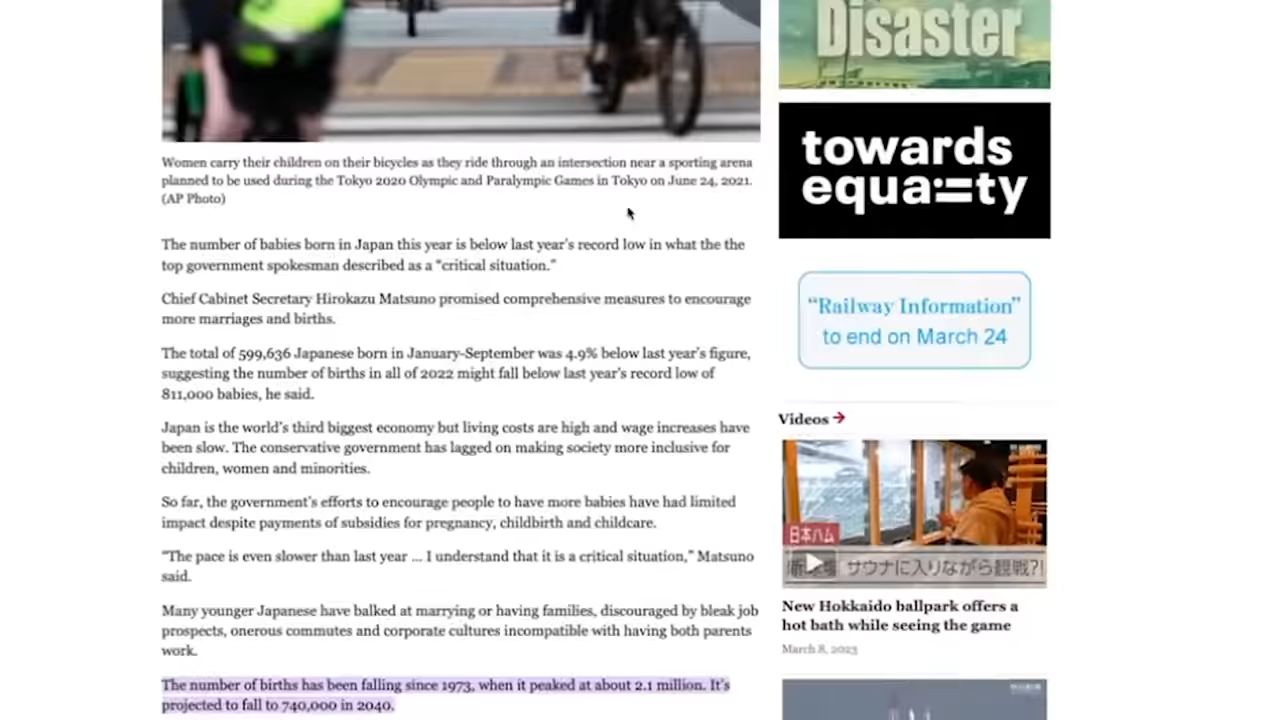 Disaster
towards
equa:=ty
Women carry their children on their bicycles as they ride through an intersection near a sporting arena
planned to be used during the Tokyo 2020 Olympic and Paralympic Games in Tokyo on June 24, 2021.
(AP Photo)
The number of babies born in Japan this year is below last year's record low in what the the
top government spokesman described as a “critical situation.”
Chief Cabinet Secretary Hirokazu Matsuno promised comprehensive measures to encourage
more marriages and births.
The total of 599,636 Japanese born in January-September was 4.9% below last year's figure,
suggesting the number of births in all of 2022 might fall below last year's record low of
811,000 babies, he said.
Japan is the world's third biggest economy but living costs are high and wage increases have
been slow. The conservative government has lagged on making society more inclusive for
children, women and minorities.
So far, the government's efforts to encourage people to have more babies have had limited
impact despite payments of subsidies for pregnancy, childbirth and childcare.
“The pace is even slower than last year ... I understand that it is a critical situation,” Matsuno
said.
Many younger Japanese have balked at marrying or having families, discouraged by bleak job
prospects, onerous commutes and corporate cultures incompatible with having both parents
work.
The number of births has been falling since 1973, when it peaked at about 2.1 million. It's
projected to fall to 740,000 in 2040.
“Railway Information”
to end on March 24
Videos
日本ハム
サウナに入りながら観戦?!
New Hokkaido ballpark offers a
hot bath while seeing the game
March 8, 2023